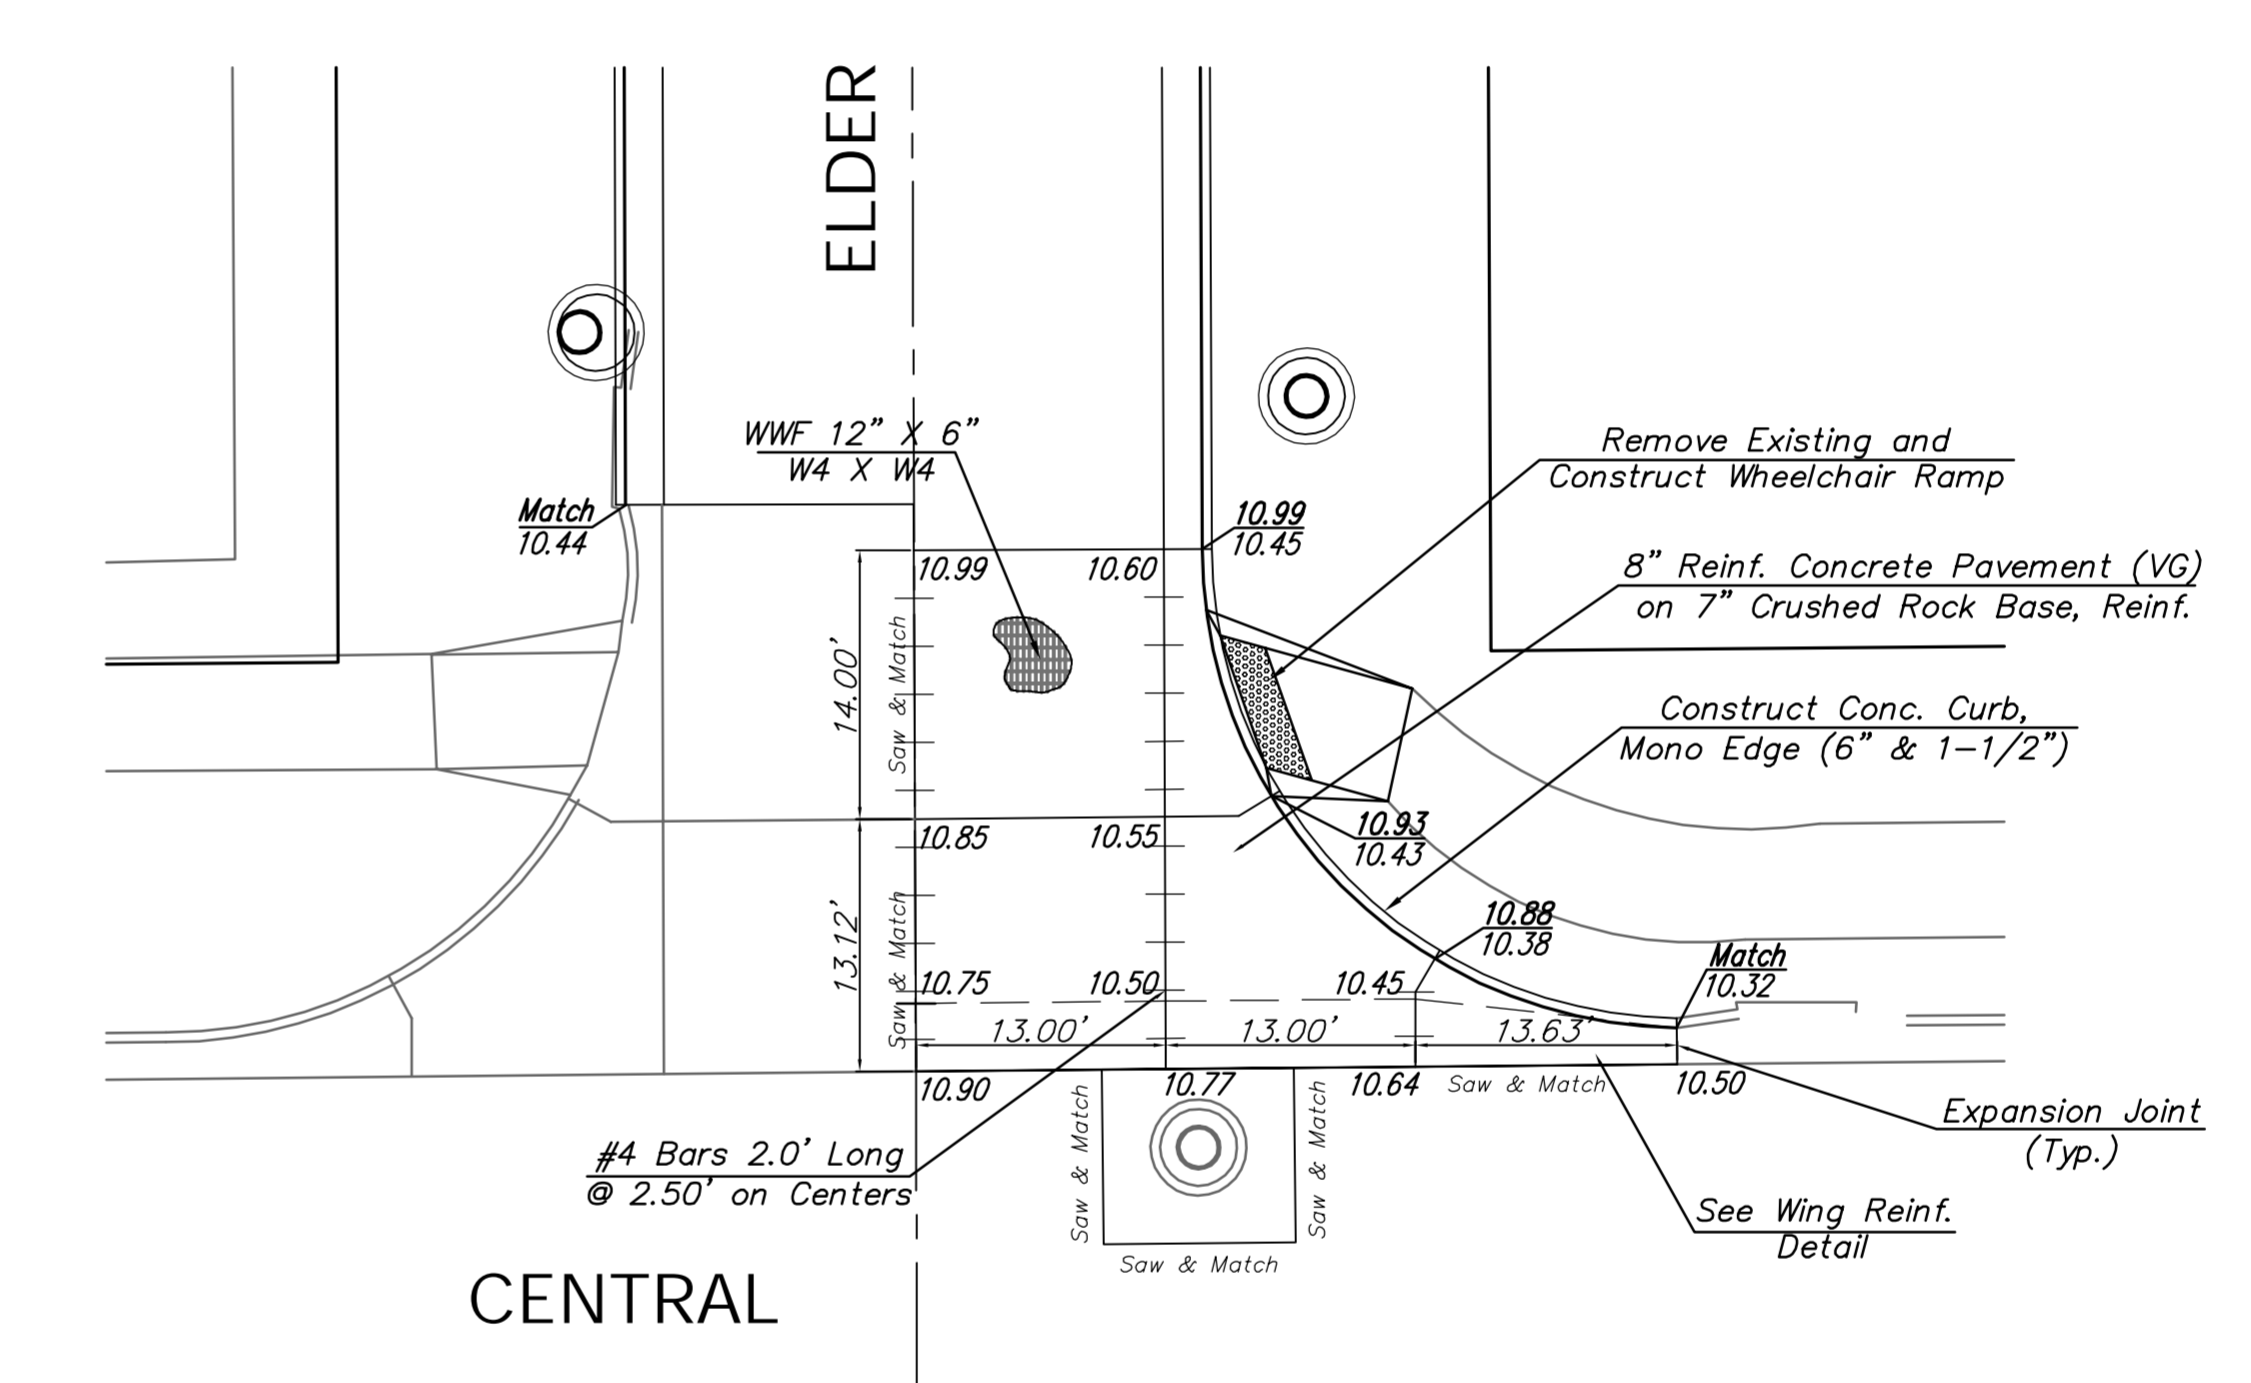 ELDER
WWF 12" X 6"
W4 X W4
Remove Existing and
Construct Wheelchair Ramp
Match
10.44
10.99
10.45
10.99
10.60
8" Reinf. Concrete Pavement (VG)
on 7" Crushed Rock Base, Reinf.
14.00'
Saw & Match
Construct Conc. Curb,
Mono Edge (6" & 1-1/2")
10.85
10.55
10.93
10.43
13.12'
Saw & Match
10.88
10.38
10.75
10.50
10.45
Match
10.32
13.00'
13.00'
13.63'
10.90
10.77
10.64
Saw & Match
10.50
Expansion Joint
(Typ.)
#4 Bars 2.0' Long
@ 2.50' on Centers
Saw & Match
Saw & Match
Saw & Match
See Wing Reinf.
Detail
CENTRAL